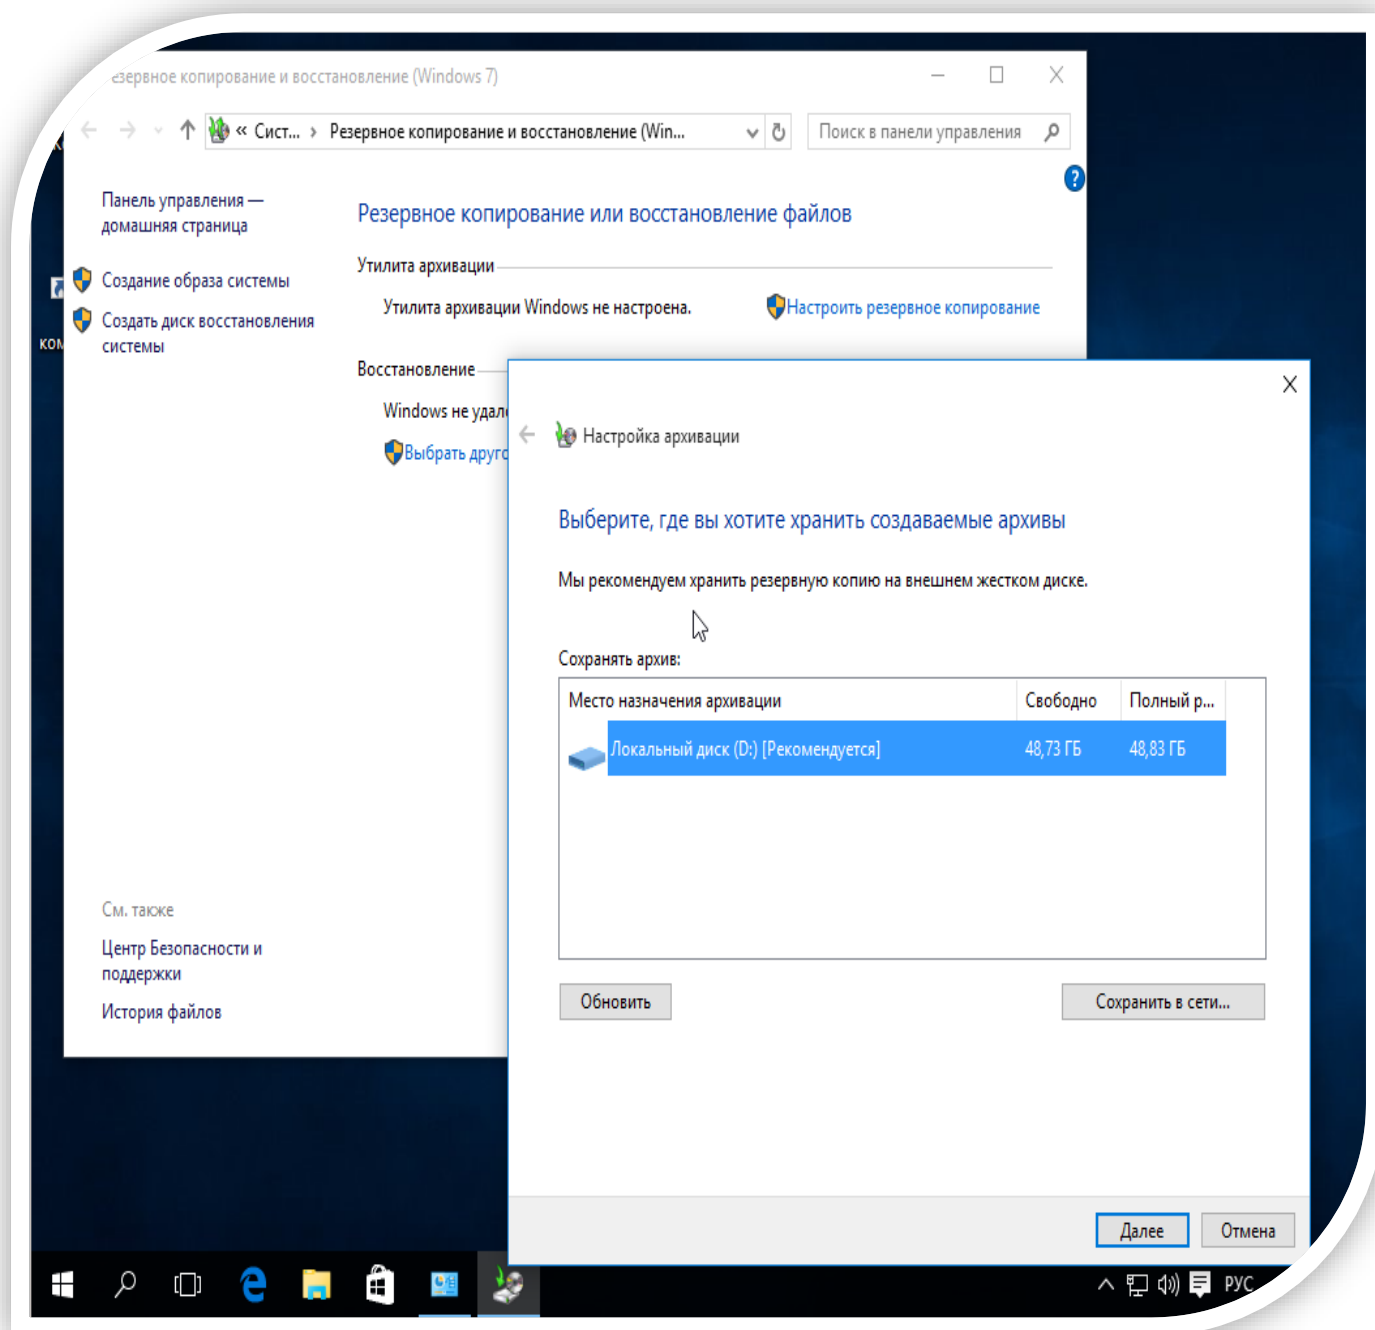 езервное копирование и восстановление (Windows 7)
« Сист... › Резервное копирование и восстановление (Win...
Поиск в панели управления
Панель управления —
домашняя страница
Создание образа системы
Создать диск восстановления
системы
Резервное копирование или восстановление файлов
Утилита архивации
Утилита архивации Windows не настроена.
Настроить резервное копирование
Восстановление
Windows не удал
Выбрать друго
ком
См. также
Центр Безопасности и
поддержки
История файлов
Настройка архивации
Выберите, где вы хотите хранить создаваемые архивы
Мы рекомендуем хранить резервную копию на внешнем жестком диске.
Сохранять архив:
Место назначения архивации Свободно Полный р...
Локальный диск (D:) [Рекомендуется] 48,73 ГБ 48,83 ГБ
Обновить
Сохранить в сети...
Далее
Отмена
РУС